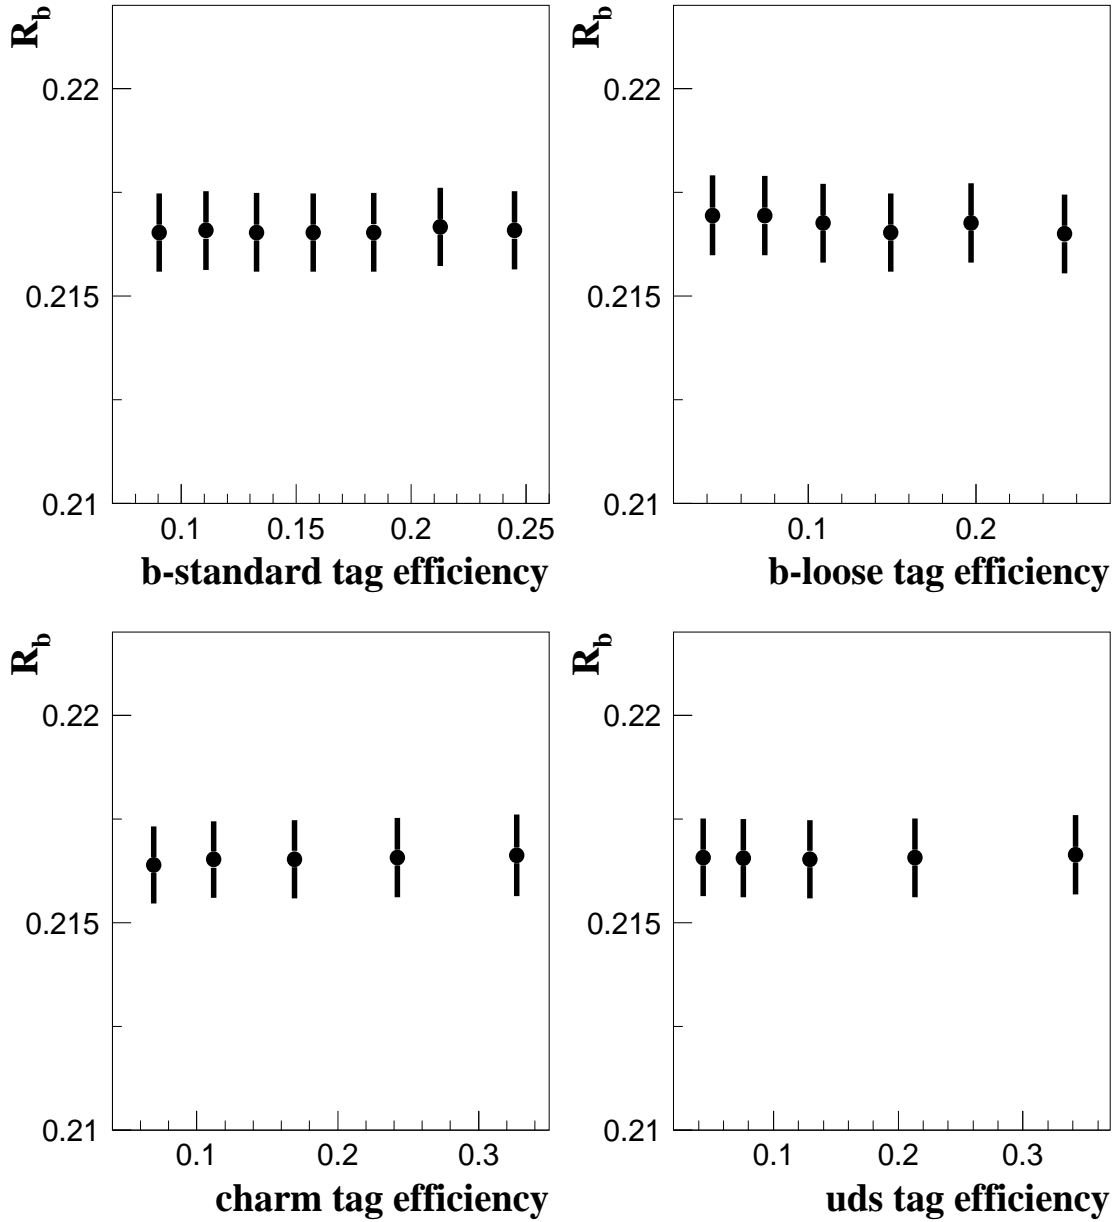 R_b
0.22
0.215
0.21
0.1 0.15 0.2 0.25
b-standard tag efficiency
R_b
0.22
0.215
0.21
0.1 0.2
b-loose tag efficiency
R_b
0.22
0.215
0.21
0.1 0.2 0.3
charm tag efficiency
R_b
0.22
0.215
0.21
0.1 0.2 0.3
uds tag efficiency